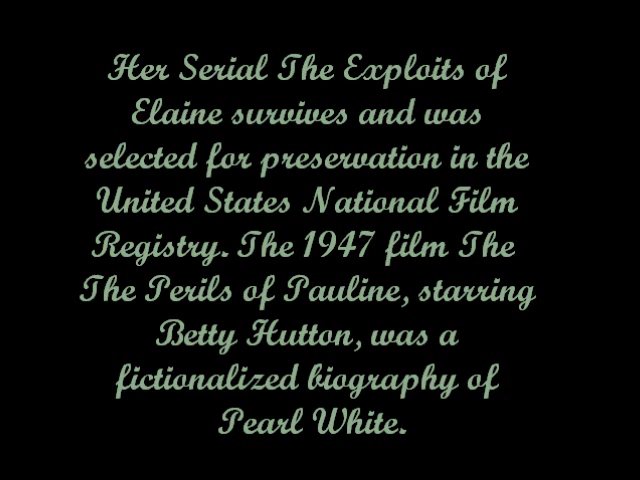 Her Serial The Exploits of
Elaine survives and was
selected for preservation in the
United States National Film
Registry. The 1947 film The
The Perils of Pauline, starring
Betty Hutton, was a
fictionalized biography of
Pearl White.